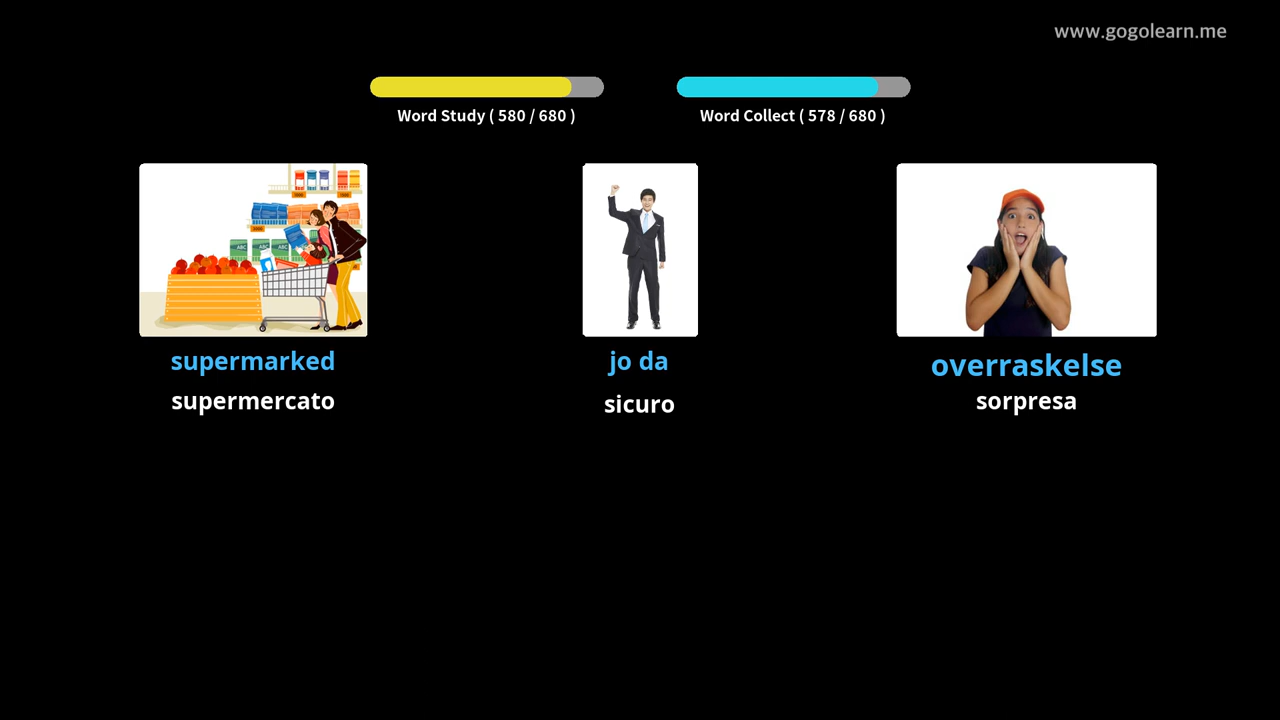 www.gogolearn.me
Word Study ( 580 / 680 )
Word Collect ( 578 / 680 )
supermarked
supermercato
jo da
sicuro
overraskelse
sorpresa